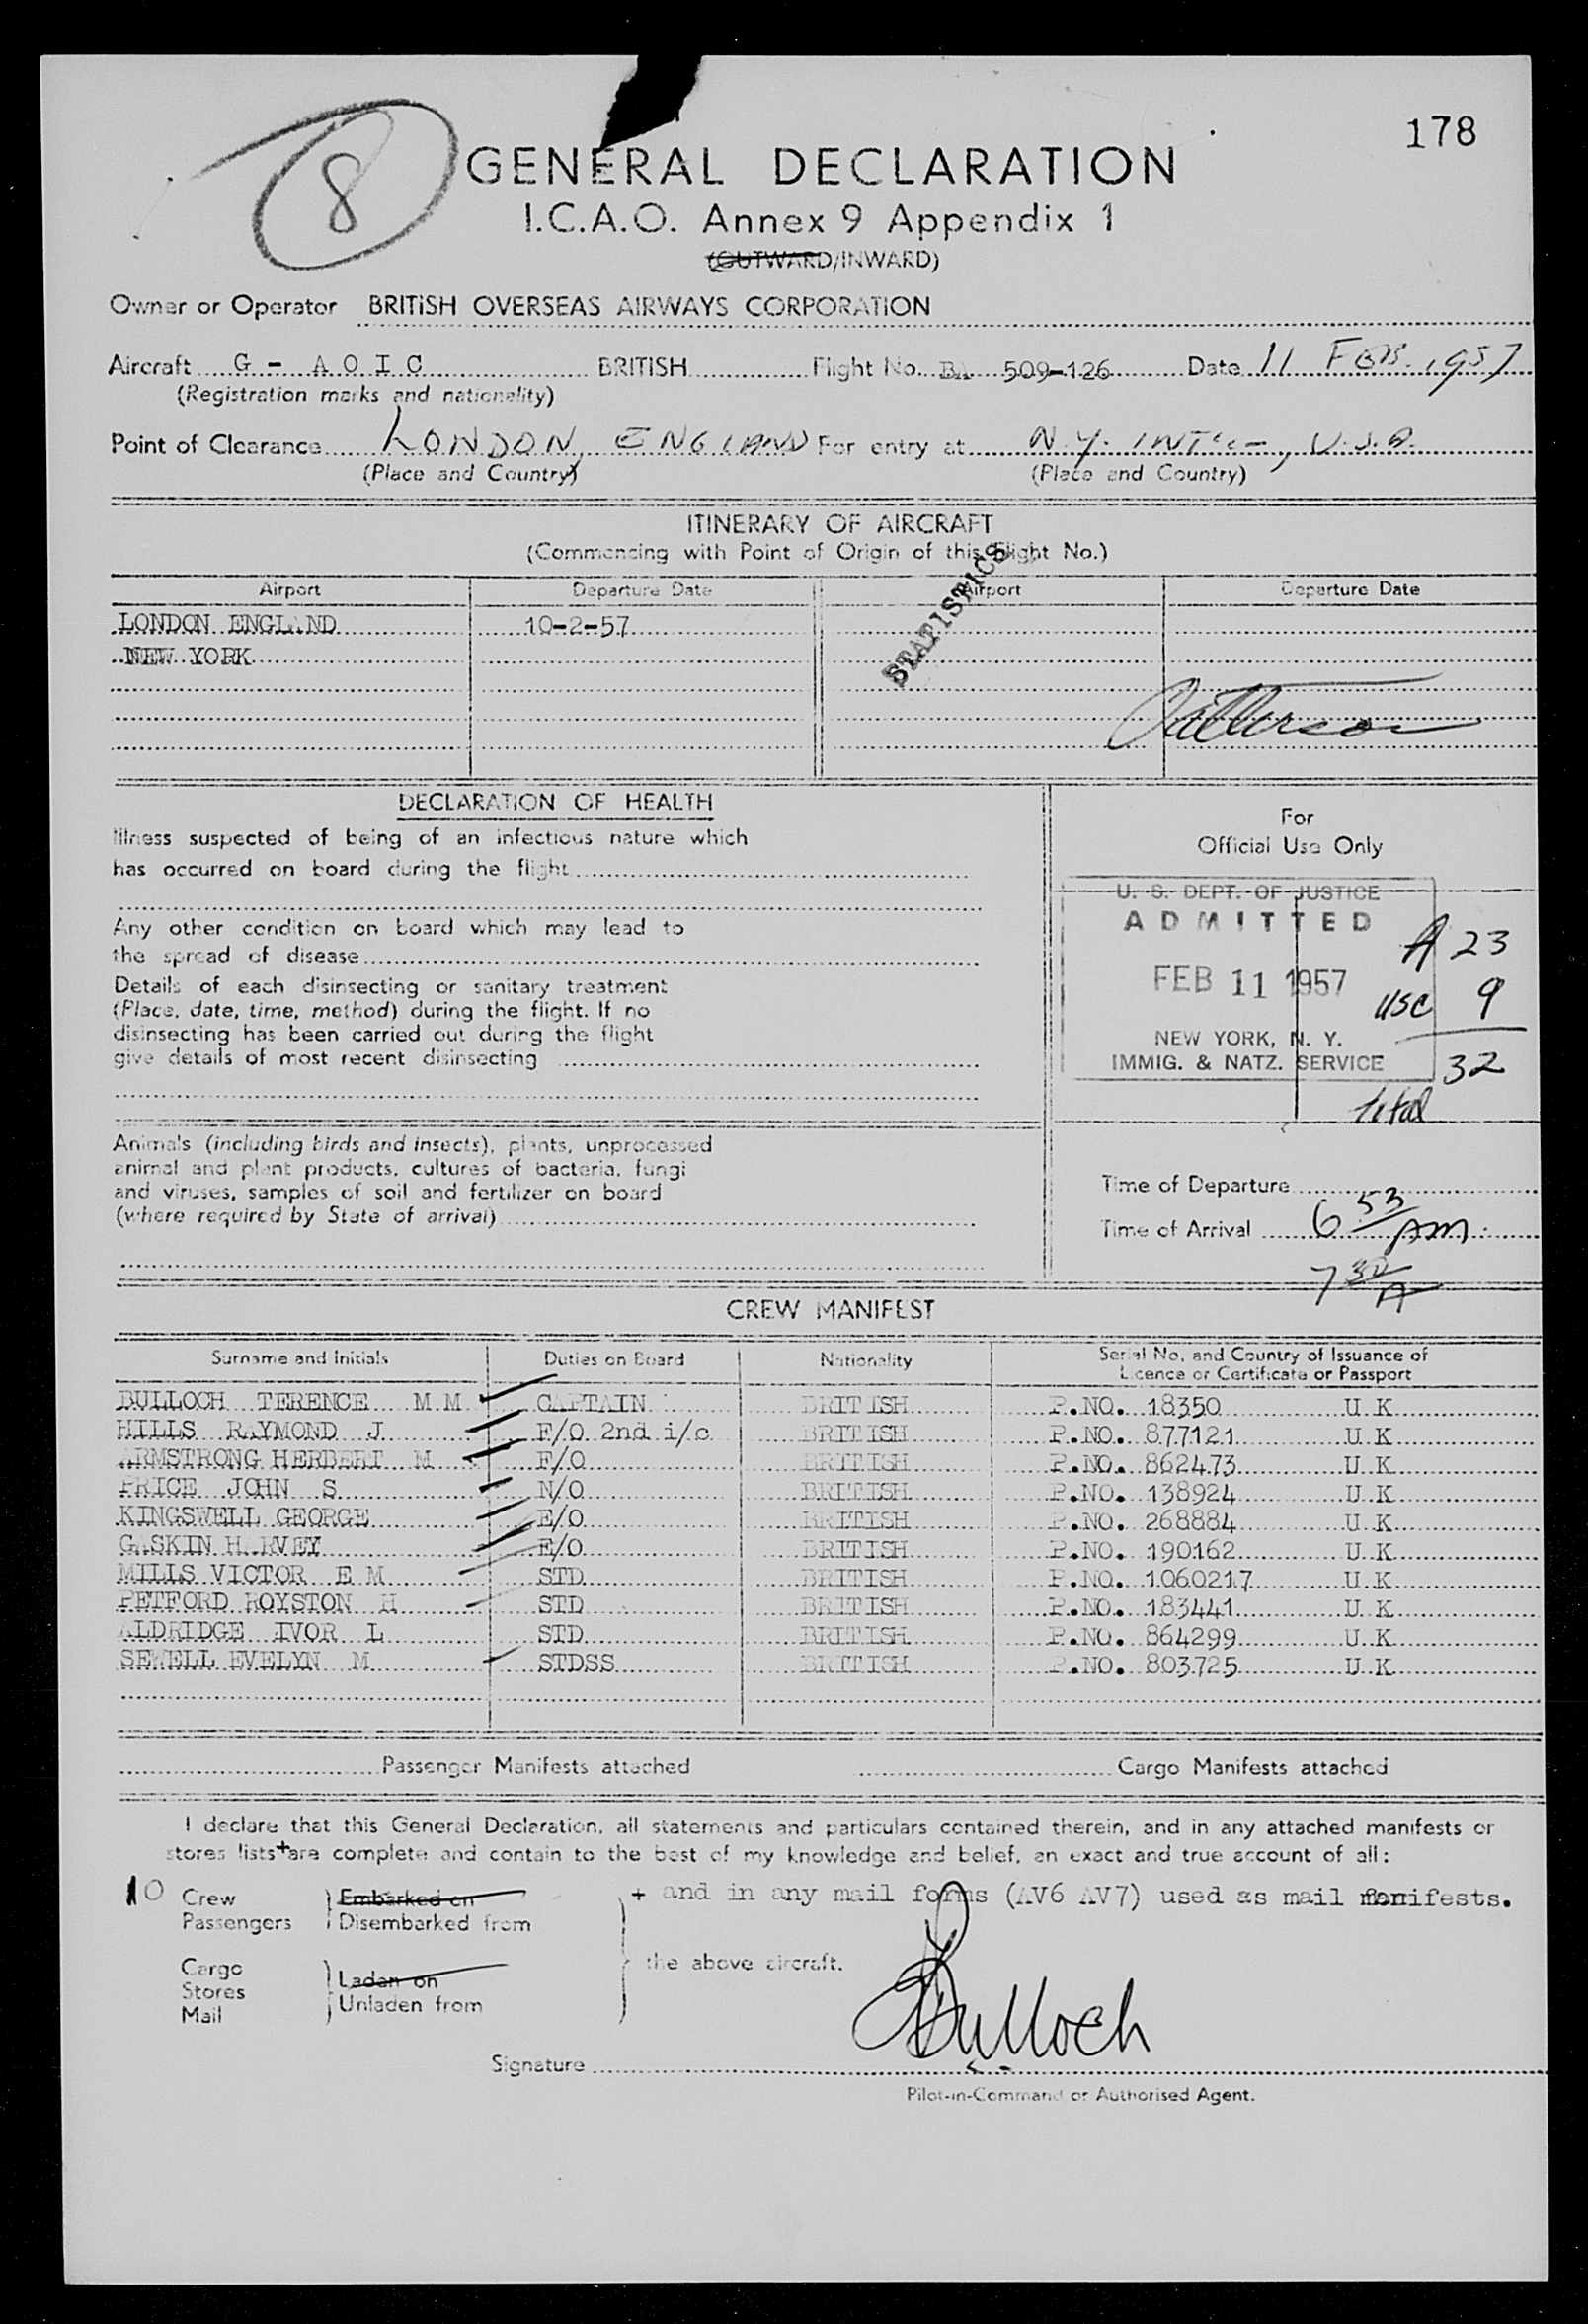 178
8
GENERAL DECLARATION
I.C.A.O. Annex 9 Appendix 1
(OUTWARD/INWARD)
Owner or Operator BRITISH OVERSEAS AIRWAYS CORPORATION
Aircraft G - A O I C BRITISH Flight No. BA 509-126 Date 11 FEB. 1957
(Registration marks and nationality)
Point of Clearance LONDON, ENGLAND For entry at N.Y. INT'L, U.S.A.
(Place and Country) (Place and Country)
ITINERARY OF AIRCRAFT
(Commencing with Point of Origin of this Flight No.)
STATISTICS
Airport Departure Date Airport Departure Date
LONDON ENGLAND 10-2-57
NEW YORK
Patterson
DECLARATION OF HEALTH
Illness suspected of being of an infectious nature which
has occurred on board during the flight
Any other condition on board which may lead to
the spread of disease
Details of each disinsecting or sanitary treatment
(Place, date, time, method) during the flight. If no
disinsecting has been carried out during the flight
give details of most recent disinsecting
For
Official Use Only
U. S. DEPT. OF JUSTICE
ADMITTED
FEB 11 1957
NEW YORK, N. Y.
IMMIG. & NATZ. SERVICE
A 23
USC 9
32
total
Animals (including birds and insects), plants, unprocessed
animal and plant products, cultures of bacteria, fungi
and viruses, samples of soil and fertilizer on board
(where required by State of arrival)
Time of Departure
Time of Arrival 6 53 AM
7 30 A
CREW MANIFEST
Surname and Initials Duties on Board Nationality Serial No. and Country of Issuance of
Licence or Certificate or Passport
BULLOCH TERENCE M M CAPTAIN BRITISH P.NO. 18350 U K
HILLS RAYMOND J F/O 2nd i/c BRITISH P.NO. 877121 U K
ARMSTRONG HERBERT M F/O BRITISH P.NO. 862473 U K
PRICE JOHN S N/O BRITISH P.NO. 138924 U K
KINGSWELL GEORGE E/O BRITISH P.NO. 268884 U K
GASKIN HARVEY E/O BRITISH P.NO. 190162 U K
MILLS VICTOR E M STD BRITISH P.NO. 1060217 U K
PETFORD ROYSTON H STD BRITISH P.NO. 183441 U K
ALDRIDGE IVOR L STD BRITISH P.NO. 864299 U K
SEWELL EVELYN M STDSS BRITISH P.NO. 803725 U K
Passenger Manifests attached Cargo Manifests attached
I declare that this General Declaration, all statements and particulars contained therein, and in any attached manifests or
stores lists + are complete and contain to the best of my knowledge and belief, an exact and true account of all:
10 Crew Embarked on + and in any mail forms (AV6 AV7) used as mail manifests.
Passengers Disembarked from
the above aircraft.
Cargo
Stores Laden on
Mail Unladen from
Bulloch
Signature
Pilot-in-Command or Authorised Agent.